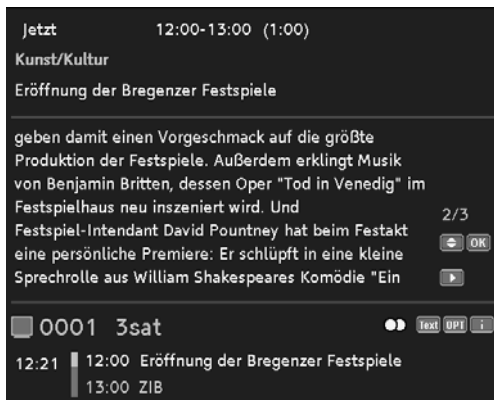 Jetzt 12:00-13:00 (1:00)
Kunst/Kultur
Eröffnung der Bregenzer Festspiele
geben damit einen Vorgeschmack auf die größte
Produktion der Festspiele. Außerdem erklingt Musik
von Benjamin Britten, dessen Oper "Tod in Venedig" im
Festspielhaus neu inszeniert wird. Und
Festspiel-Intendant David Pountney hat beim Festakt
eine persönliche Premiere: Er schlüpft in eine kleine
Sprechrolle aus William Shakespeares Komödie "Ein
2/3
OK
0001 3sat
Text OPT i
12:21 12:00 Eröffnung der Bregenzer Festspiele
13:00 ZIB